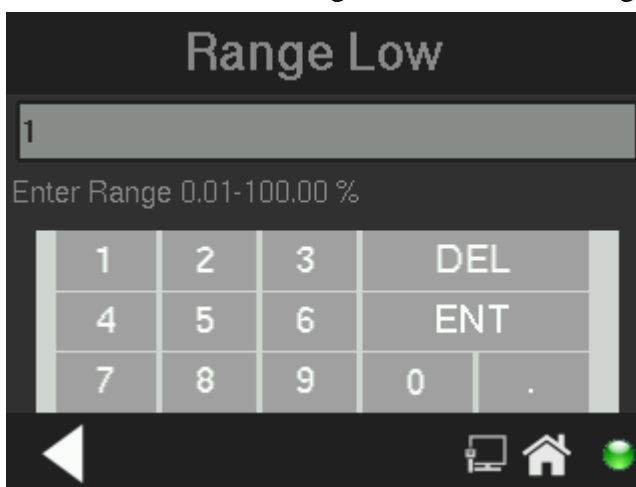 Range Low
1
Enter Range 0.01-100.00 %
1 2 3 DEL
4 5 6 ENT
7 8 9 0 .